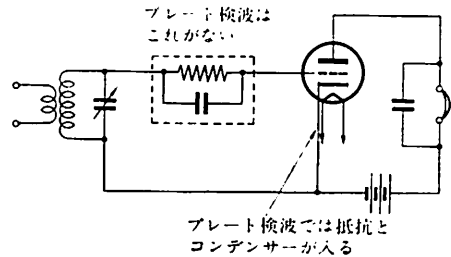 プレート検波は
これがない
プレート検波では抵抗と
コンデンサーが入る